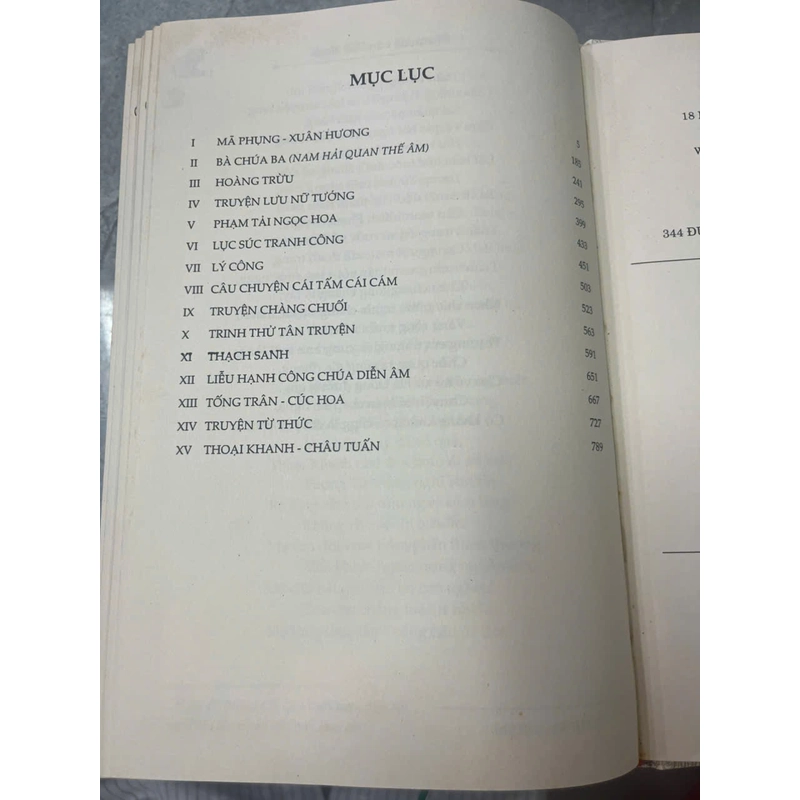 MỤC LỤC
I MÃ PHỤNG - XUÂN HƯƠNG 5
II BÀ CHÚA BA (NAM HẢI QUAN THẾ ÂM) 185
III HOÀNG TRỪU 241
IV TRUYỆN LƯU NỮ TƯỚNG 295
V PHẠM TẢI NGỌC HOA 399
VI LỤC SÚC TRANH CÔNG 433
VII LÝ CÔNG 451
VIII CÂU CHUYỆN CÁI TẤM CÁI CÁM 503
IX TRUYỆN CHÀNG CHUỐI 523
X TRINH THỬ TÂN TRUYỆN 563
XI THẠCH SANH 591
XII LIỄU HẠNH CÔNG CHÚA DIỄN ÂM 651
XIII TỐNG TRÂN - CÚC HOA 667
XIV TRUYỆN TỪ THỨC 727
XV THOẠI KHANH - CHÂU TUẤN 789
18
344